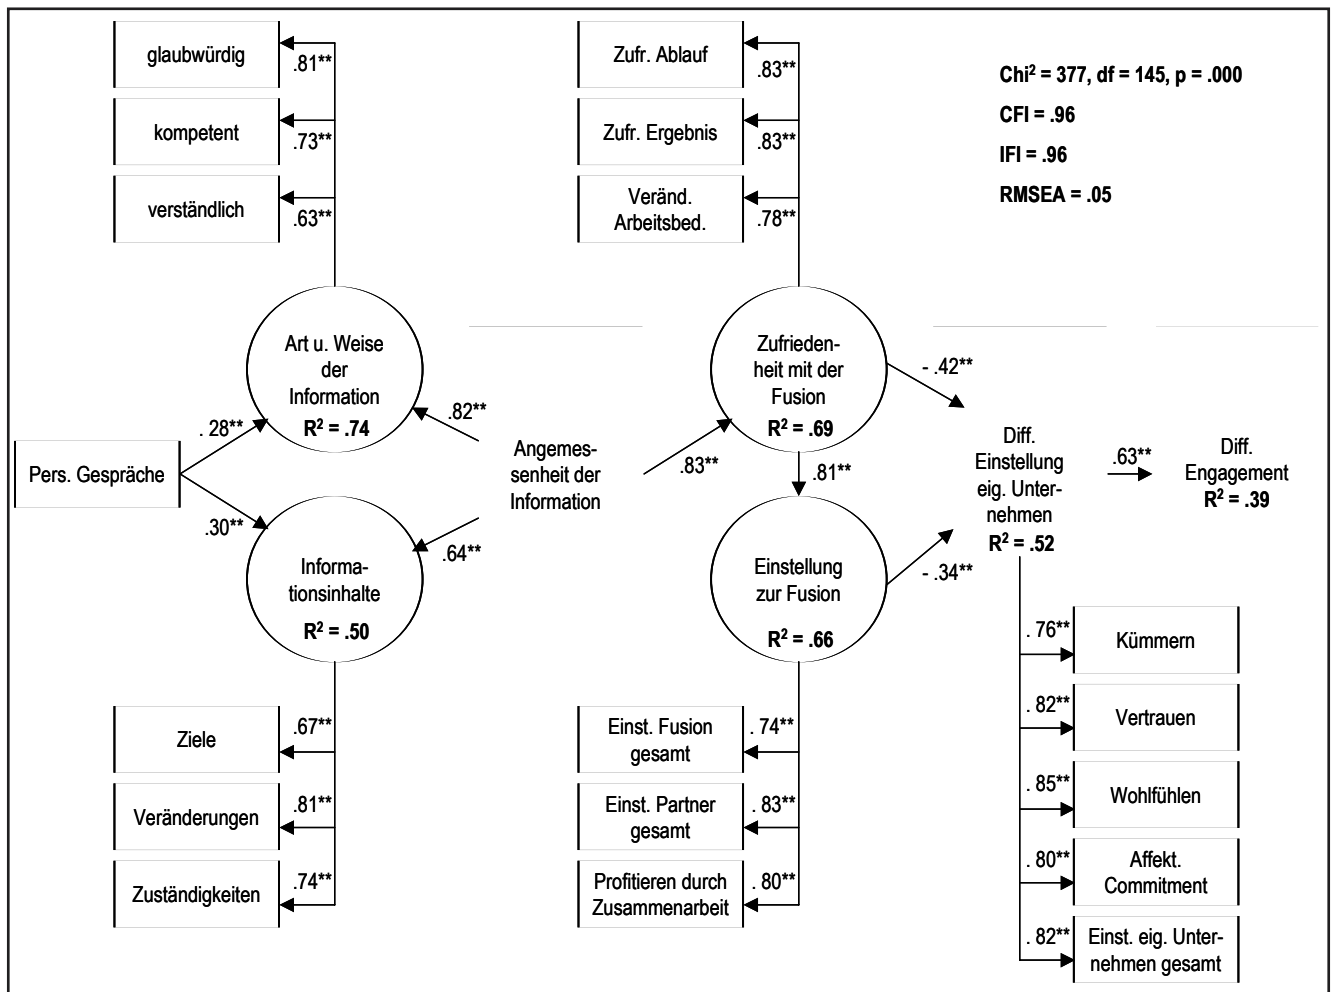 glaubwürdig
.81**
kompetent
.73**
verständlich
.63**
Zufr. Ablauf
.83**
Zufr. Ergebnis
.83**
Veränd.
Arbeitsbed.
.78**
Chi² = 377, df = 145, p = .000
CFI = .96
IFI = .96
RMSEA = .05
Art u. Weise
der
Information
R² = .74
Zufrieden-
heit mit der
Fusion
R² = .69
Pers. Gespräche
. 28**
.30**
.82**
.64**
Angemes-
senheit der
Information
.83**
.81**
- .42**
- .34**
Diff.
Einstellung
eig. Unter-
nehmen
R² = .52
.63**
Diff.
Engagement
R² = .39
Informa-
tionsinhalte
R² = .50
Einstellung
zur Fusion
R² = .66
Ziele
.67**
Veränderungen
.81**
Zuständigkeiten
.74**
Einst. Fusion
gesamt
. 74**
Einst. Partner
gesamt
. 83**
Profitieren durch
Zusammenarbeit
. 80**
. 76**
Kümmern
. 82**
Vertrauen
. 85**
Wohlfühlen
. 80**
Affekt.
Commitment
. 82**
Einst. eig. Unter-
nehmen gesamt